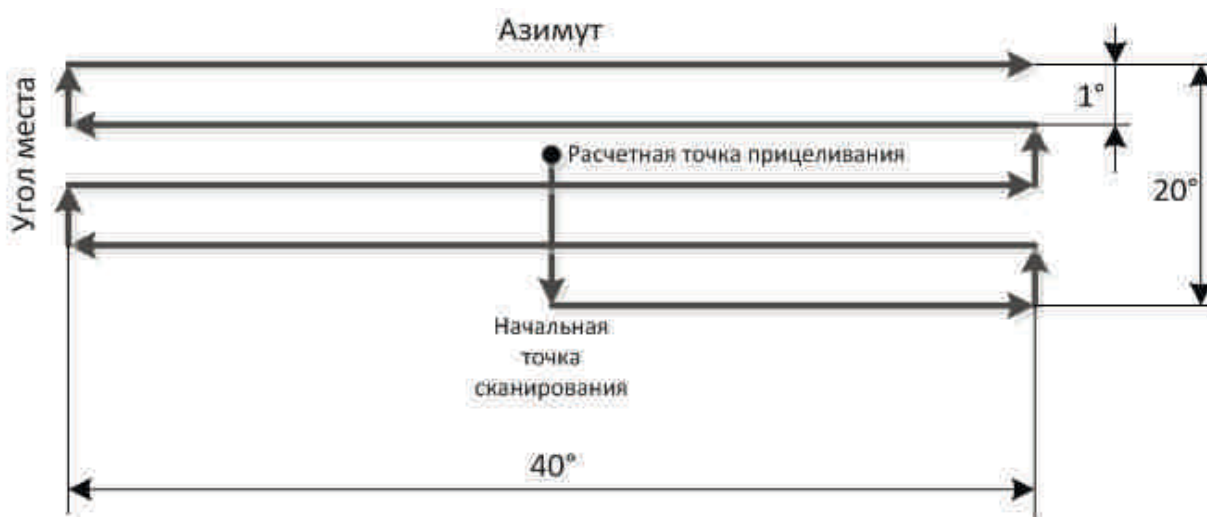 Азимут
1°
Угол места
Расчетная точка прицеливания
20°
Начальная
точка
сканирования
40°